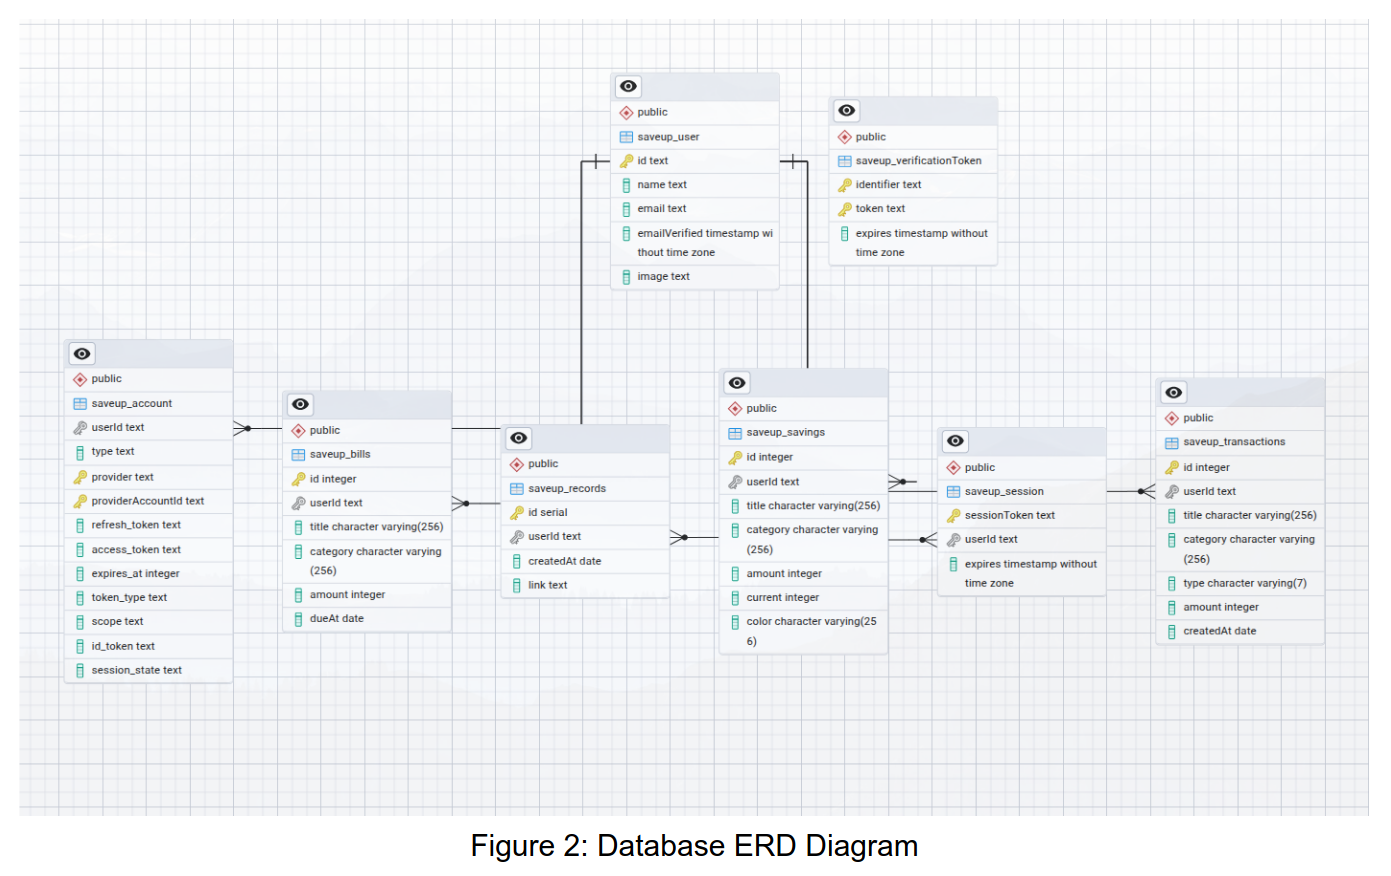 public
saveup_user
id text
name text
email text
emailVerified timestamp wi
thout time zone
image text
public
saveup_verificationToken
identifier text
token text
expires timestamp without
time zone
public
saveup_account
userId text
type text
provider text
providerAccountId text
refresh_token text
access_token text
expires_at integer
token_type text
scope text
id_token text
session_state text
public
saveup_bills
id integer
userId text
title character varying(256)
category character varying
(256)
amount integer
dueAt date
public
saveup_records
id serial
userId text
createdAt date
link text
public
saveup_savings
id integer
userId text
title character varying(256)
category character varying
(256)
amount integer
current integer
color character varying(25
6)
public
saveup_session
sessionToken text
userId text
expires timestamp without
time zone
public
saveup_transactions
id integer
userId text
title character varying(256)
category character varying
(256)
type character varying(7)
amount integer
createdAt date
Figure 2: Database ERD Diagram